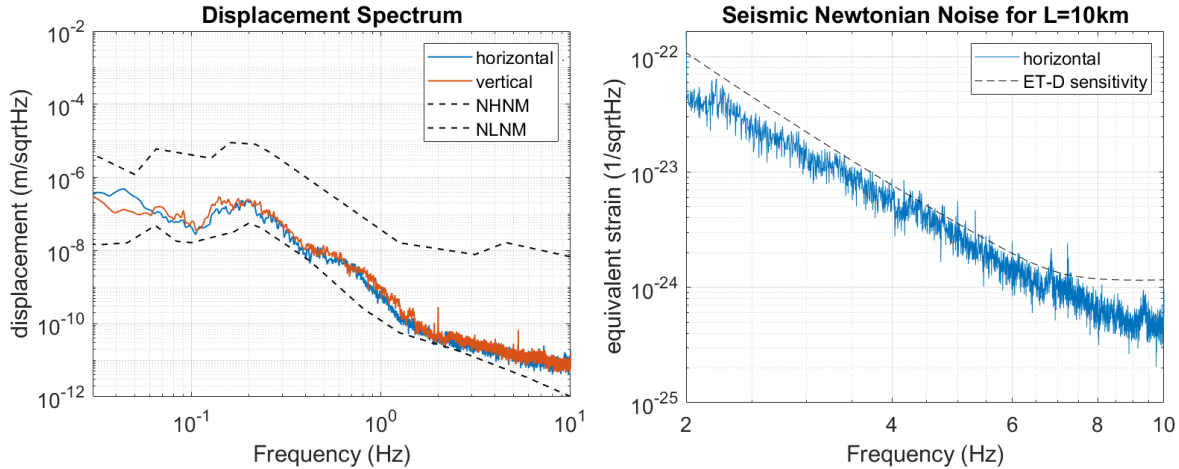 Displacement Spectrum
displacement (m/sqrtHz)
10^-2
10^-4
10^-6
10^-8
10^-10
10^-12
horizontal
vertical
NHNM
NLNM
10^-1
10^0
10^1
Frequency (Hz)
Seismic Newtonian Noise for L=10km
equivalent strain (1/sqrtHz)
10^-22
10^-23
10^-24
10^-25
horizontal
ET-D sensitivity
2
4
6
8
10
Frequency (Hz)